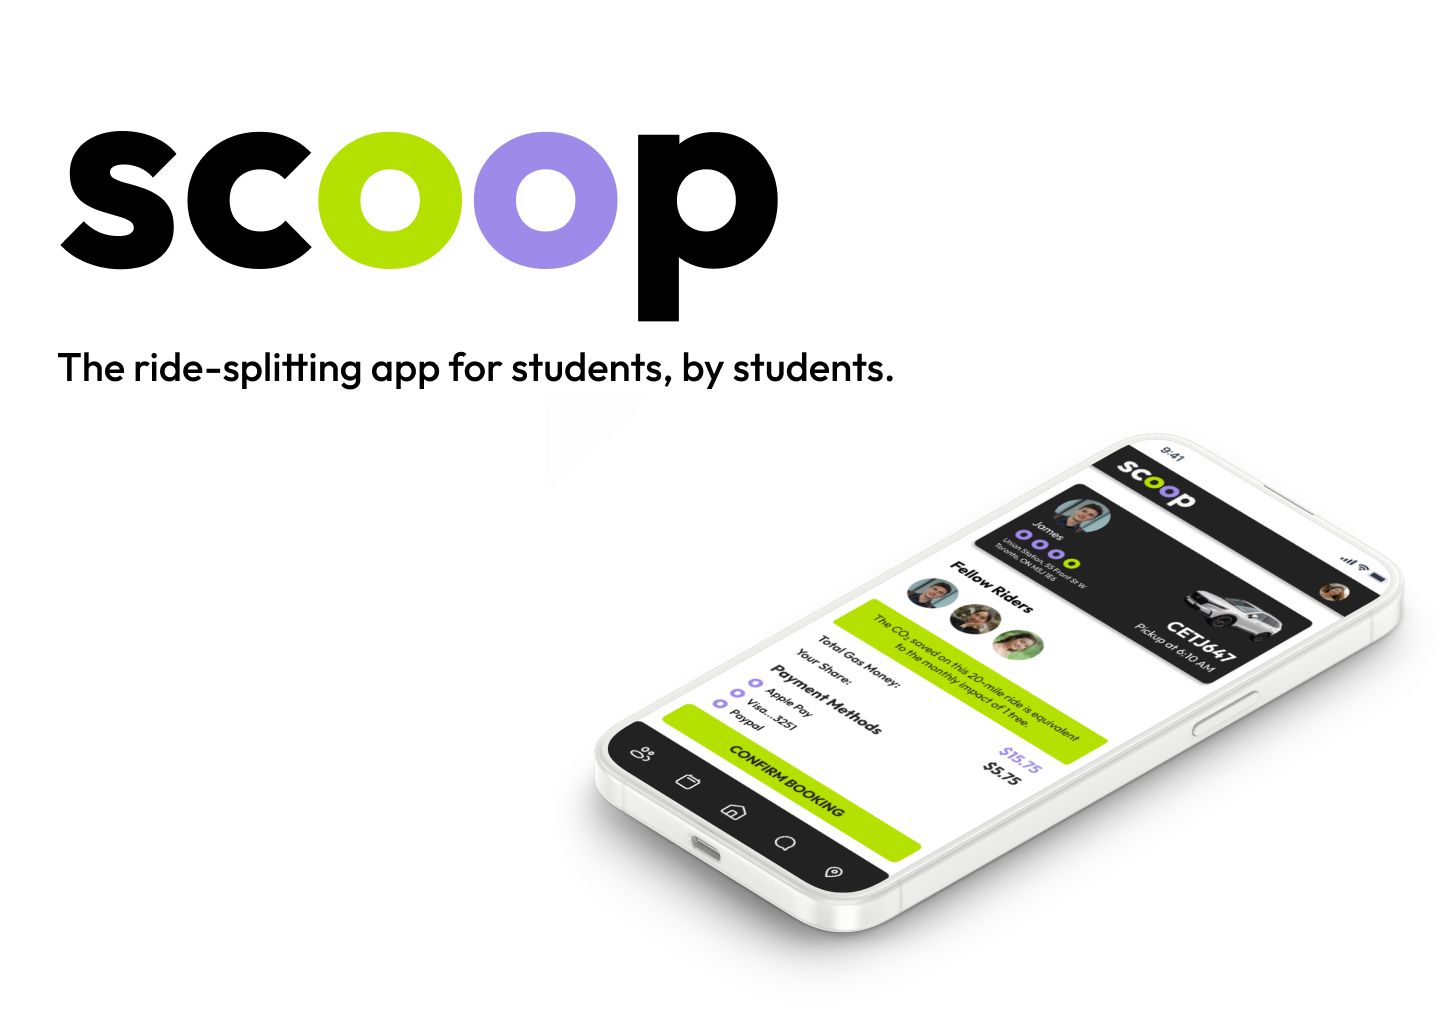 scoop
The ride-splitting app for students, by students.
9:41
scoop
James
Union Station, 55 Front St W
Toronto, ON M5J 1E6
CETJ647
Pickup at 6:10 AM
Fellow Riders
The CO₂ saved on this 20-mile ride is equivalent
to the monthly impact of 1 tree.
Total Gas Money: $15.75
Your Share: $5.75
Payment Methods
Apple Pay
Visa...3251
Paypal
CONFIRM BOOKING